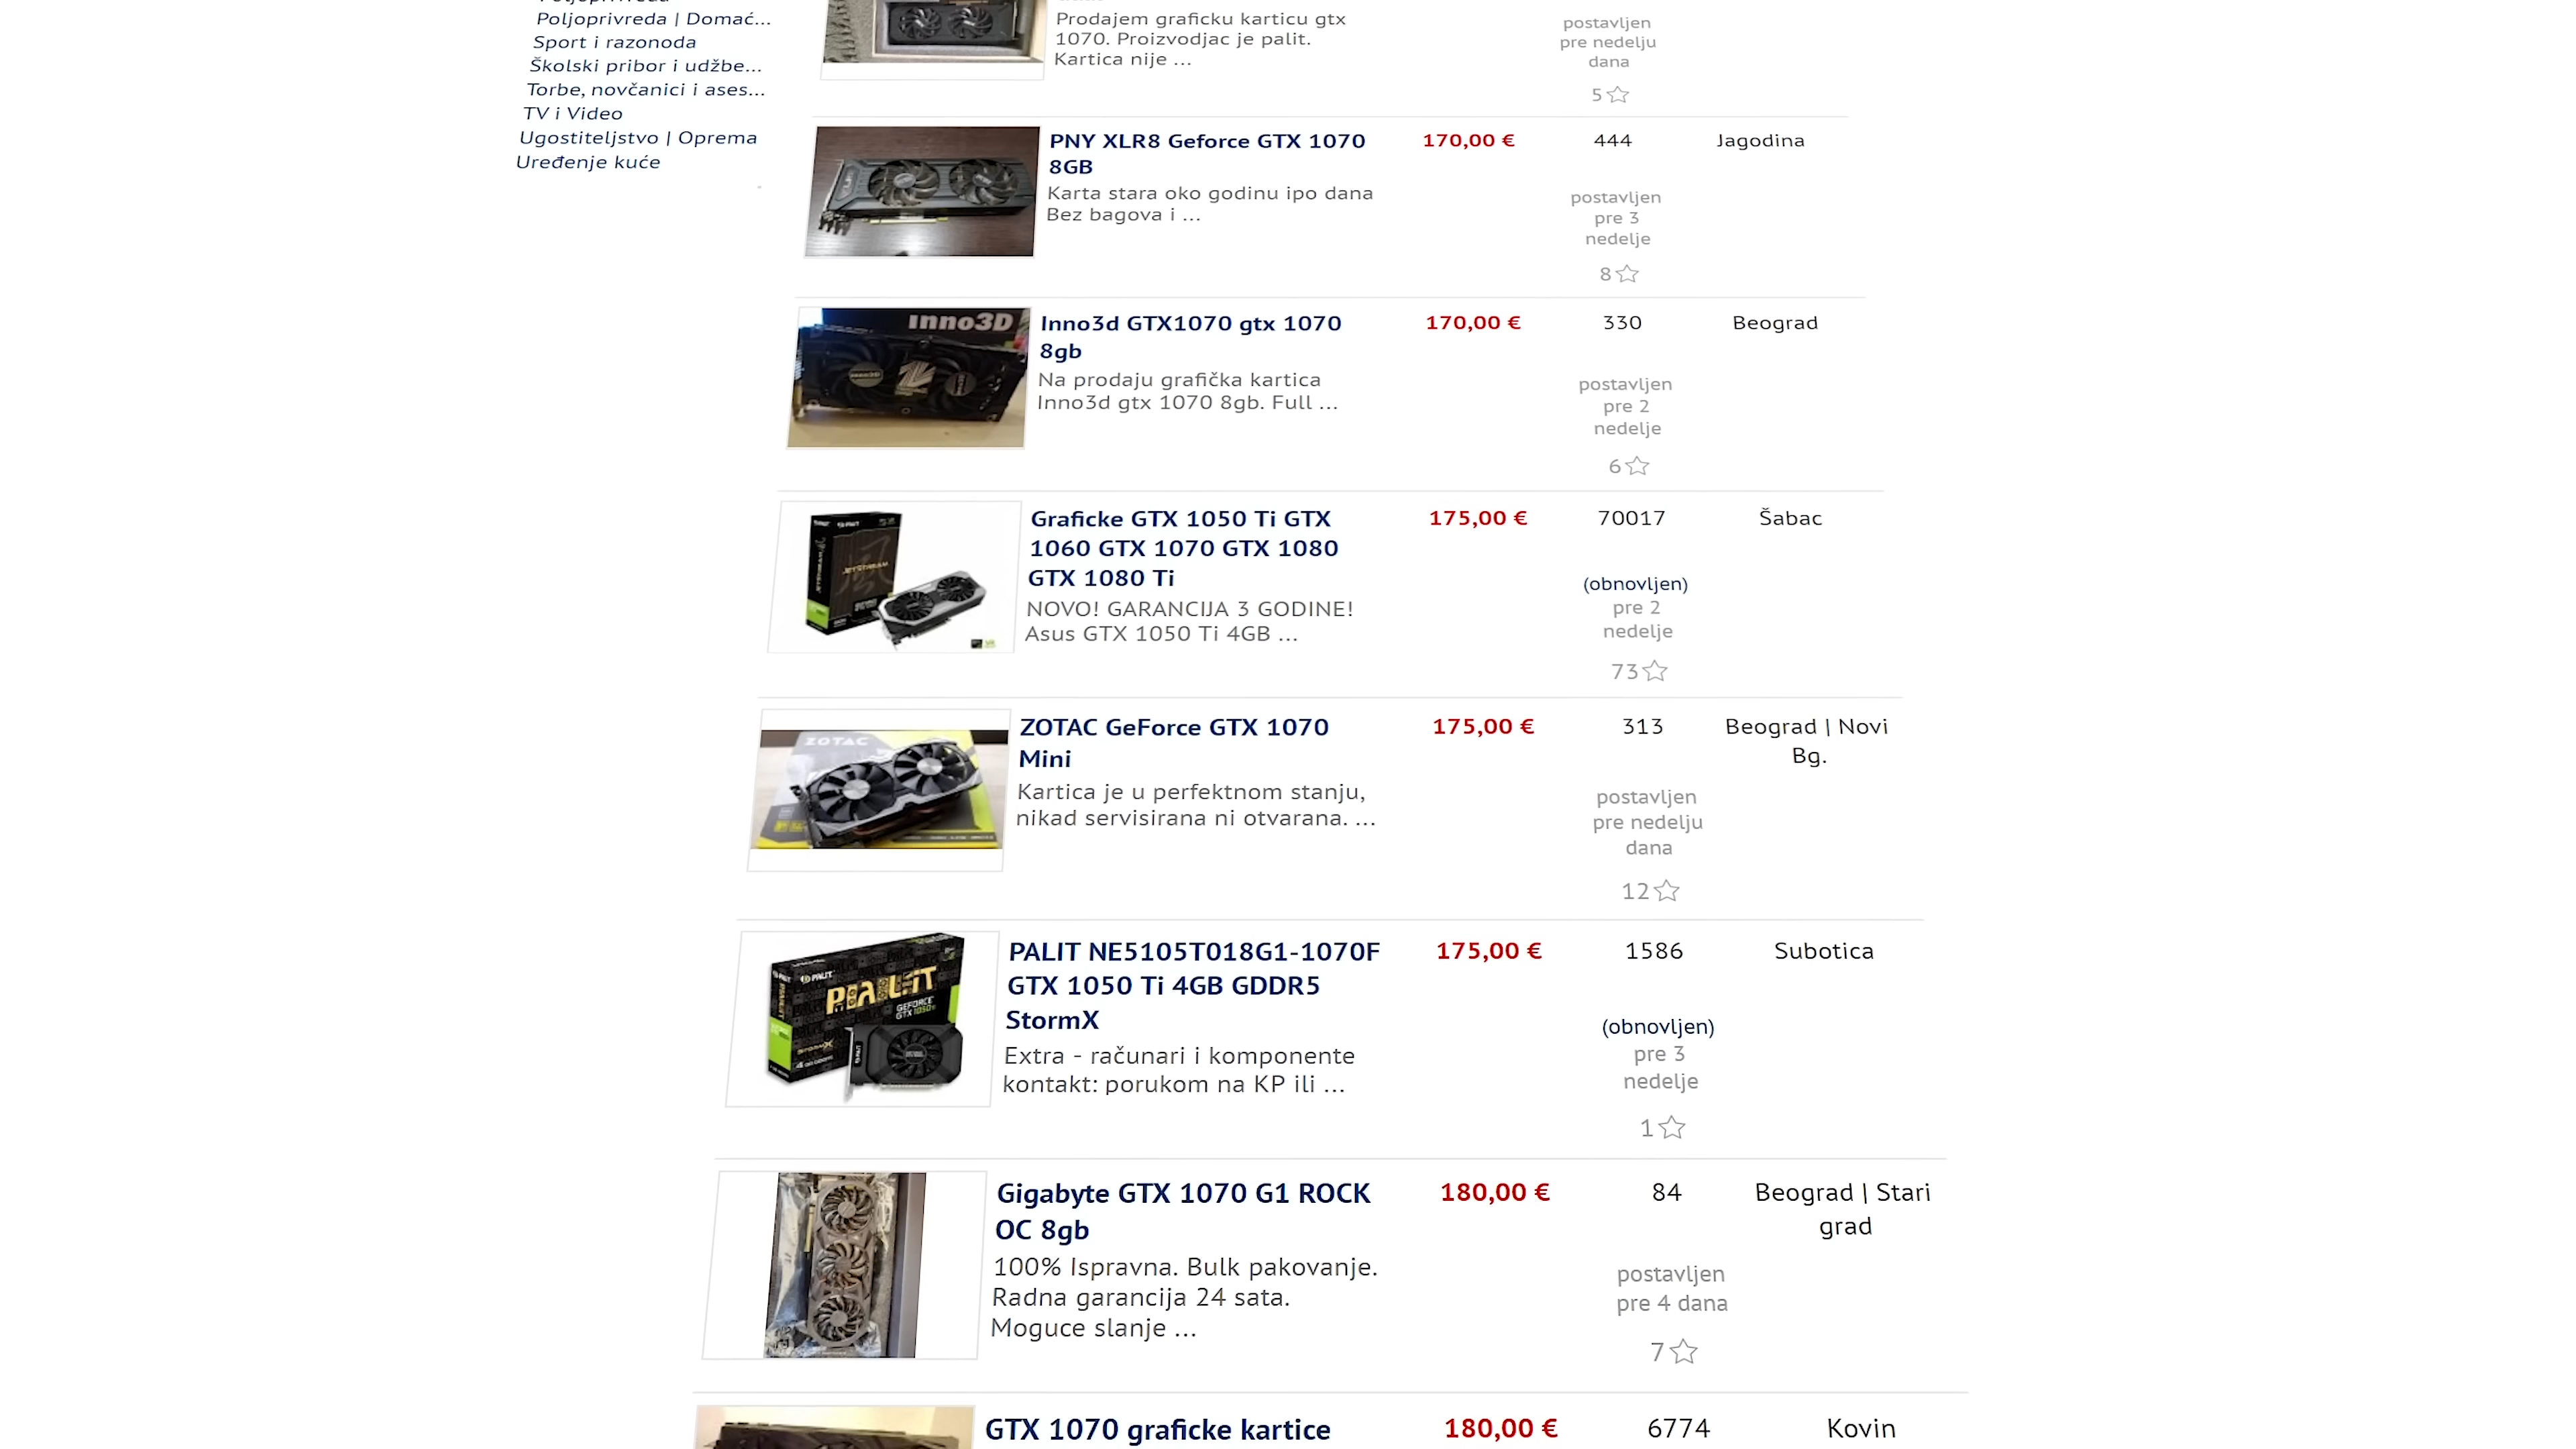 Poljoprivreda | Domać...
Sport i razonoda
Školski pribor i udžbe...
Torbe, novčanici i ases...
TV i Video
Ugostiteljstvo | Oprema
Uređenje kuće
Prodajem graficku karticu gtx
1070. Proizvodjac je palit.
Kartica nije ...
postavljen
pre nedelju
dana
5
PNY XLR8 Geforce GTX 1070
8GB
Karta stara oko godinu ipo dana
Bez bagova i ...
170,00 €
444
postavljen
pre 3
nedelje
8
Jagodina
Inno3D
Inno3d GTX1070 gtx 1070
8gb
Na prodaju grafička kartica
Inno3d gtx 1070 8gb. Full ...
170,00 €
330
postavljen
pre 2
nedelje
6
Beograd
JETSTREAM
Graficke GTX 1050 Ti GTX
1060 GTX 1070 GTX 1080
GTX 1080 Ti
NOVO! GARANCIJA 3 GODINE!
Asus GTX 1050 Ti 4GB ...
175,00 €
70017
(obnovljen)
pre 2
nedelje
73
Šabac
ZOTAC
ZOTAC GeForce GTX 1070
Mini
Kartica je u perfektnom stanju,
nikad servisirana ni otvarana. ...
175,00 €
313
postavljen
pre nedelju
dana
12
Beograd | Novi
Bg.
PALIT
PALIT
GEFORCE
GTX 1050Ti
STORMX
PALIT NE5105T018G1-1070F
GTX 1050 Ti 4GB GDDR5
StormX
Extra - računari i komponente
kontakt: porukom na KP ili ...
175,00 €
1586
(obnovljen)
pre 3
nedelje
1
Subotica
Gigabyte GTX 1070 G1 ROCK
OC 8gb
100% Ispravna. Bulk pakovanje.
Radna garancija 24 sata.
Moguce slanje ...
180,00 €
84
postavljen
pre 4 dana
7
Beograd | Stari
grad
GTX 1070 graficke kartice
180,00 €
6774
Kovin